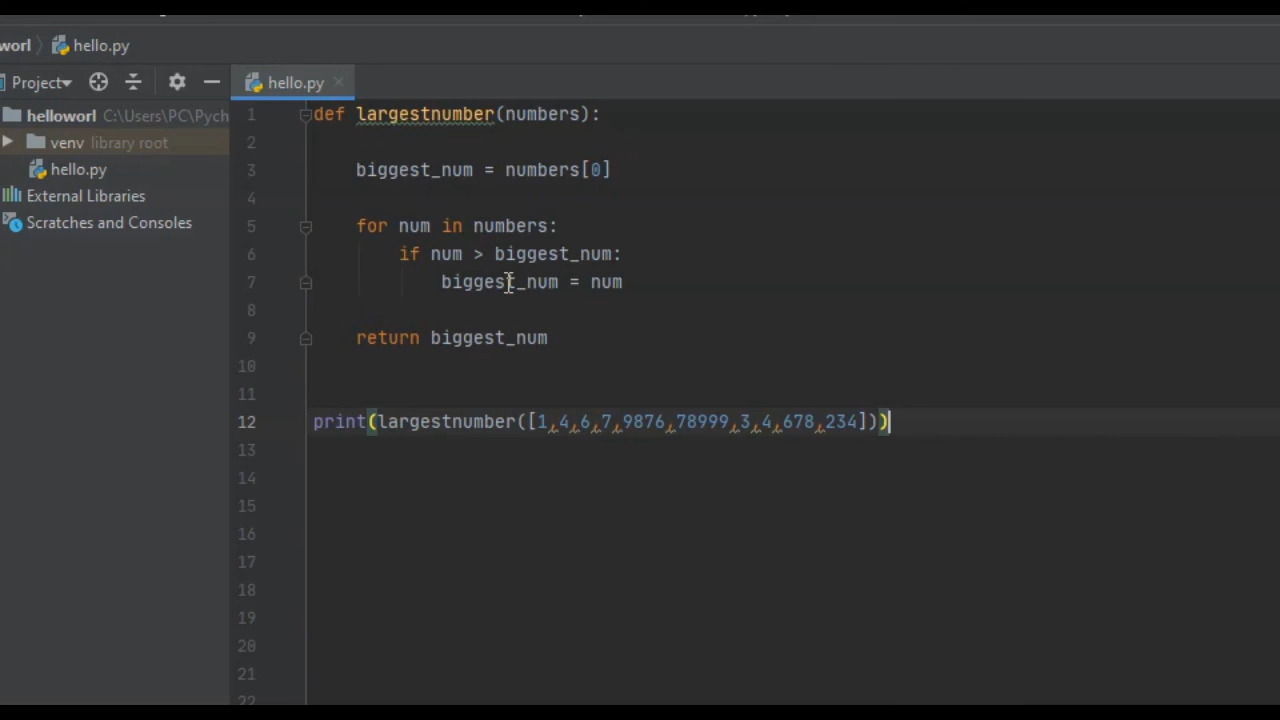 worl › hello.py
Project
hello.py
helloworl C:\Users\PC\Pych
venv library root
hello.py
External Libraries
Scratches and Consoles
1 def largestnumber(numbers):
2
3 biggest_num = numbers[0]
4
5 for num in numbers:
6 if num > biggest_num:
7 biggest_num = num
8
9 return biggest_num
10
11
12 print(largestnumber([1,4,6,7,9876,78999,3,4,678,234]))
13
14
15
16
17
18
19
20
21
22